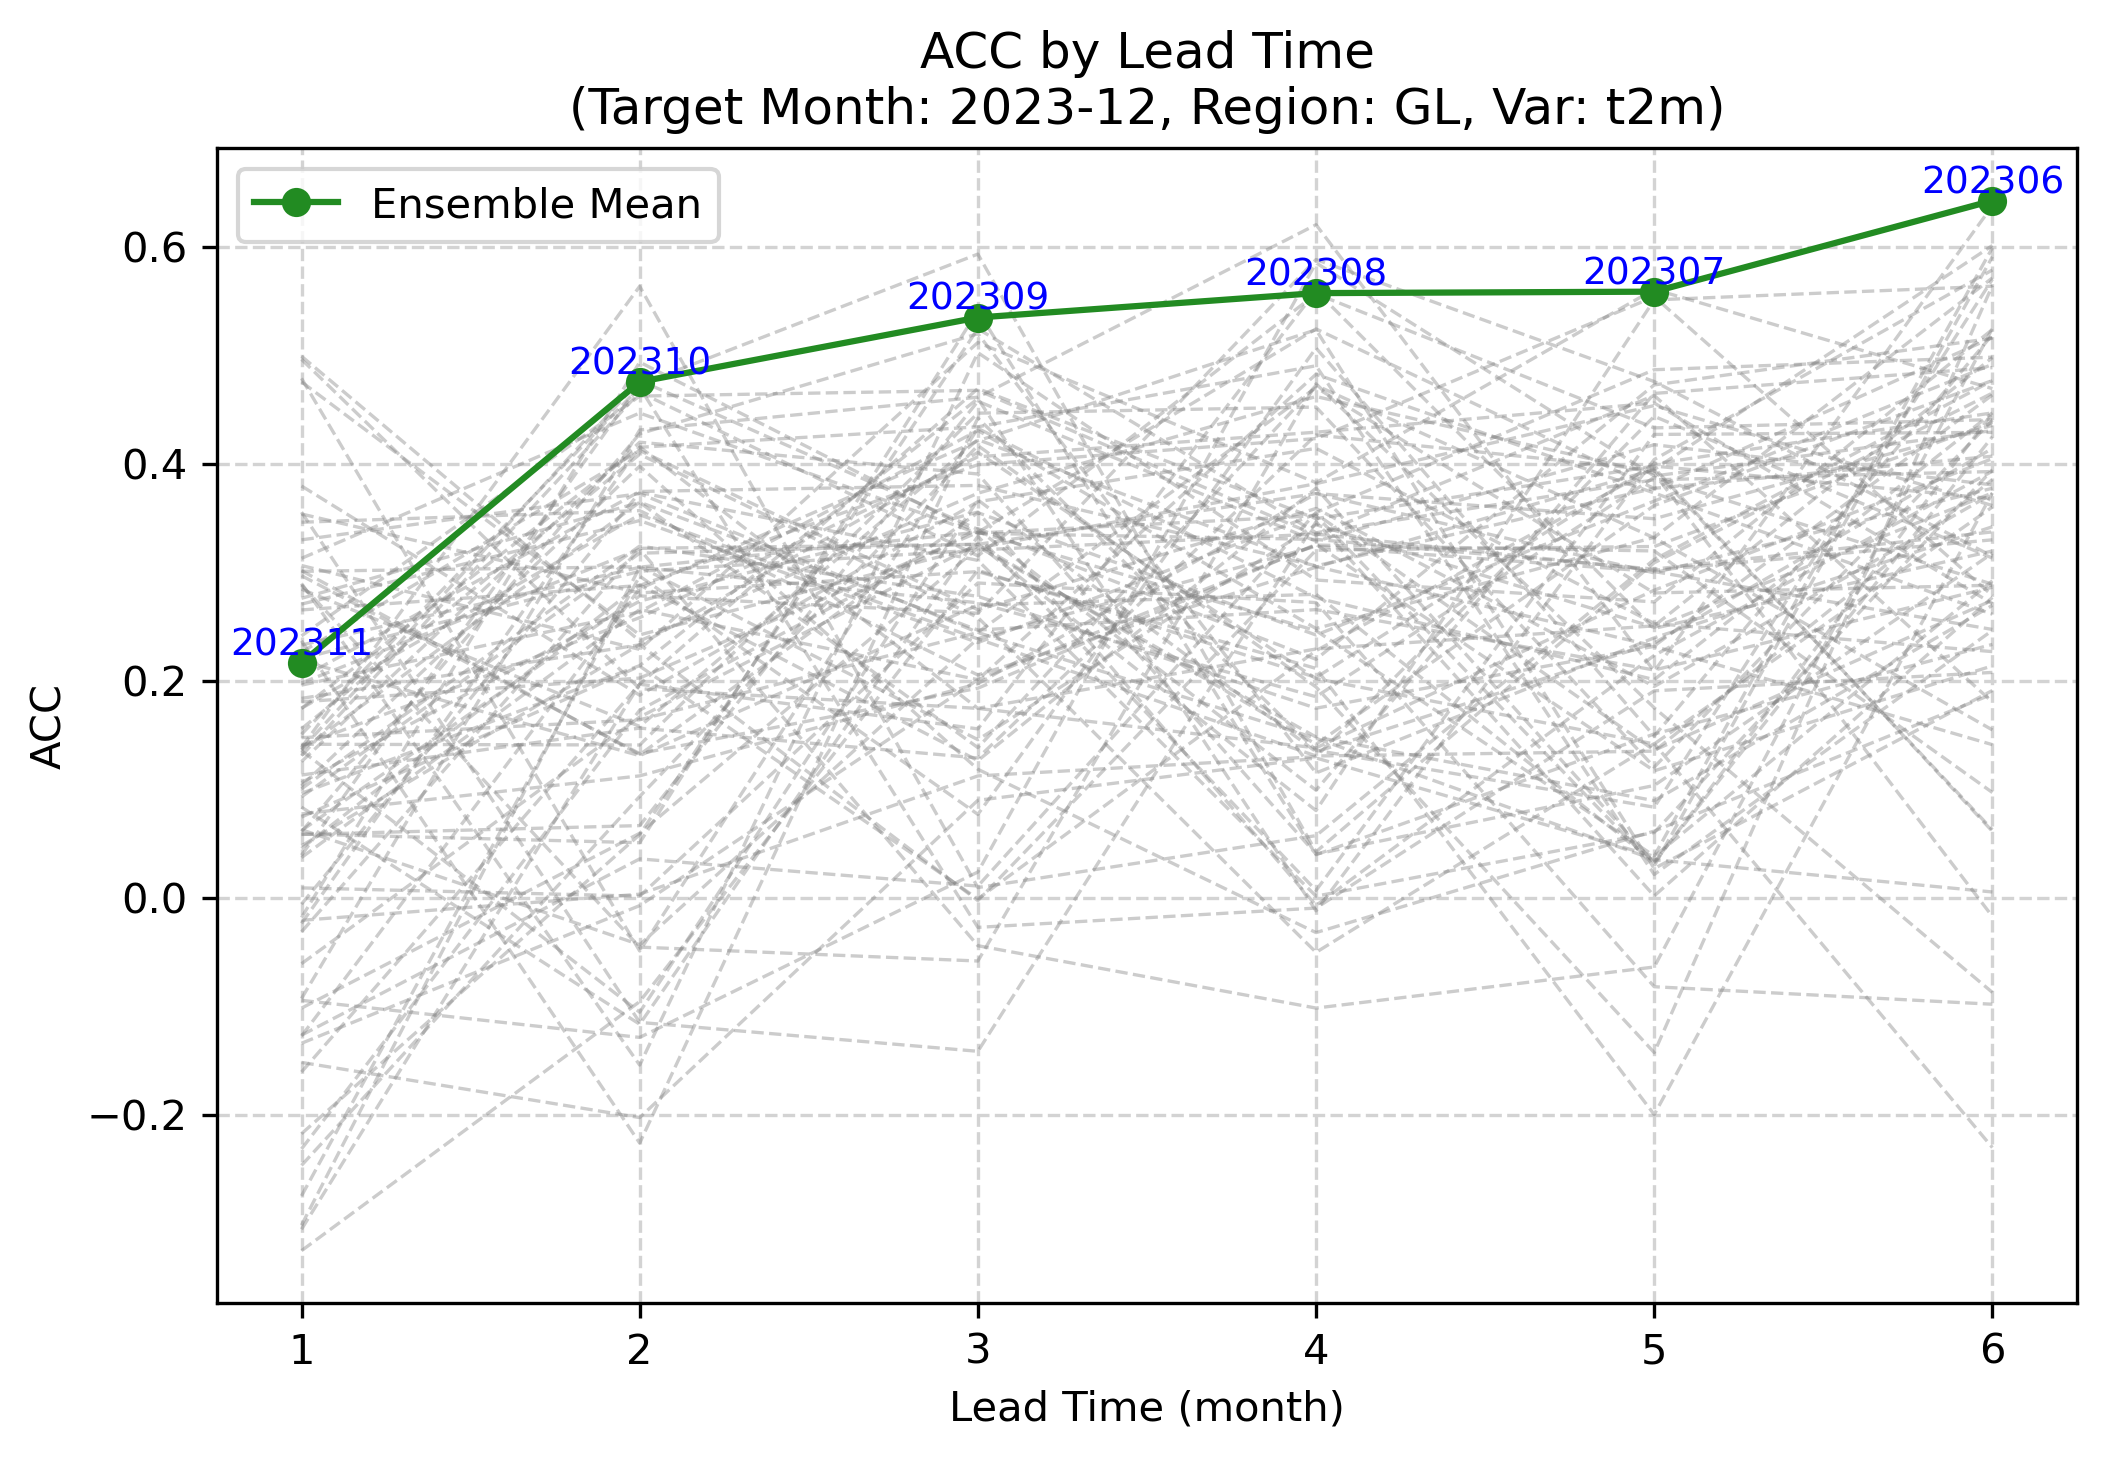 ACC by Lead Time
(Target Month: 2023-12, Region: GL, Var: t2m)
Ensemble Mean
202311
202310
202309
202308
202307
202306
ACC
0.6
0.4
0.2
0.0
−0.2
1 2 3 4 5 6
Lead Time (month)